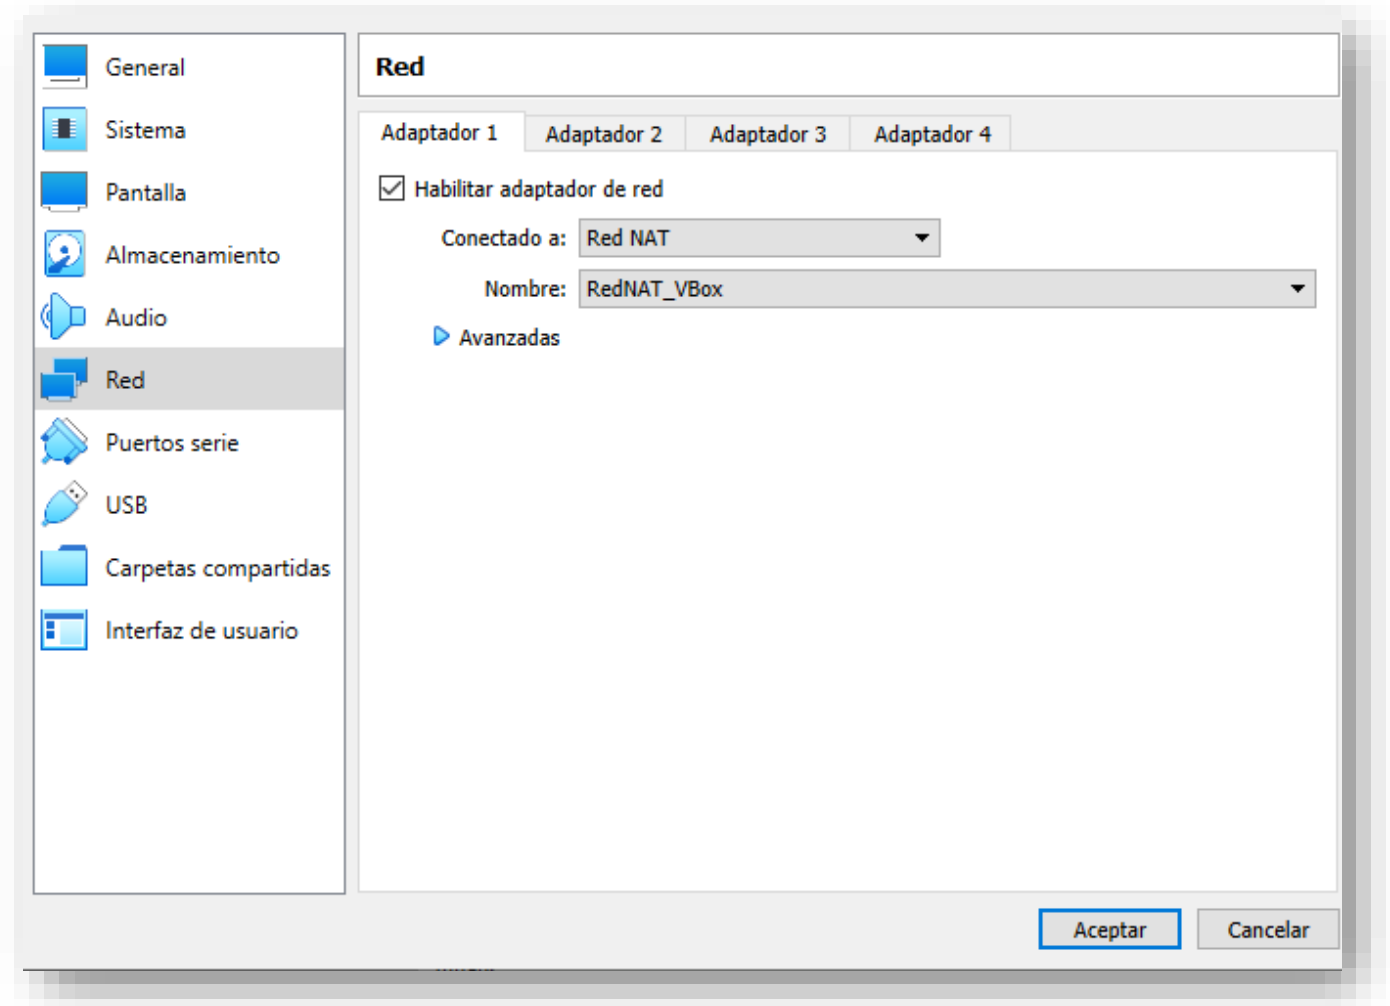 General
Sistema
Pantalla
Almacenamiento
Audio
Red
Puertos serie
USB
Carpetas compartidas
Interfaz de usuario
Red
Adaptador 1 Adaptador 2 Adaptador 3 Adaptador 4
Habilitar adaptador de red
Conectado a: Red NAT
Nombre: RedNAT_VBox
Avanzadas
Aceptar Cancelar